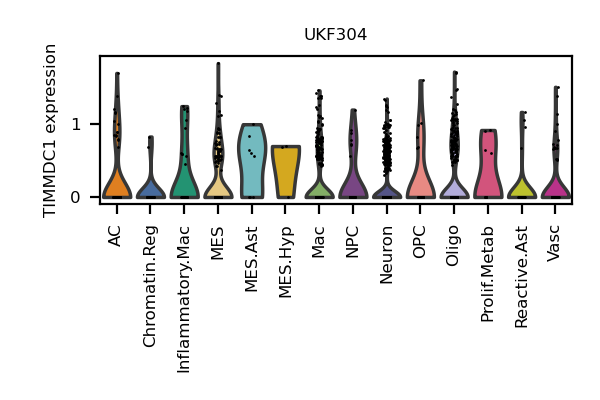 UKF304
TIMMDC1 expression
1
0
AC
Chromatin.Reg
Inflammatory.Mac
MES
MES.Ast
MES.Hyp
Mac
NPC
Neuron
OPC
Oligo
Prolif.Metab
Reactive.Ast
Vasc